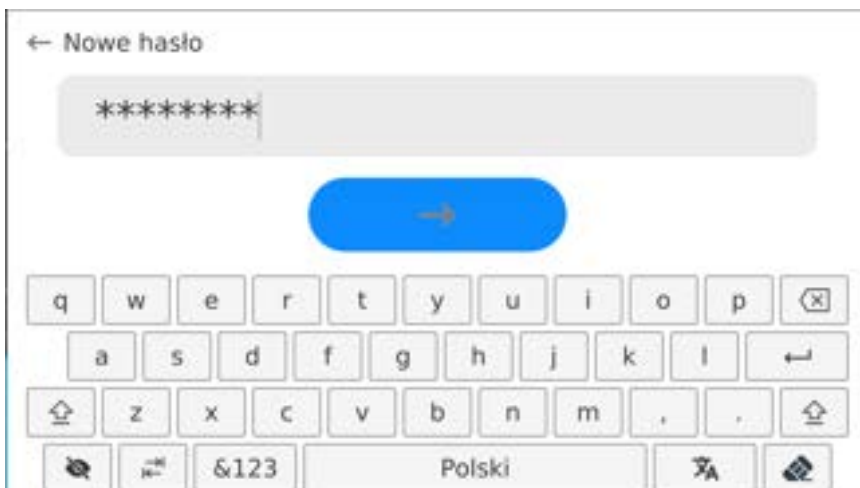 ← Nowe hasło
********
→
q w e r t y u i o p
a s d f g h j k l
z x c v b n m , .
&123 Polski